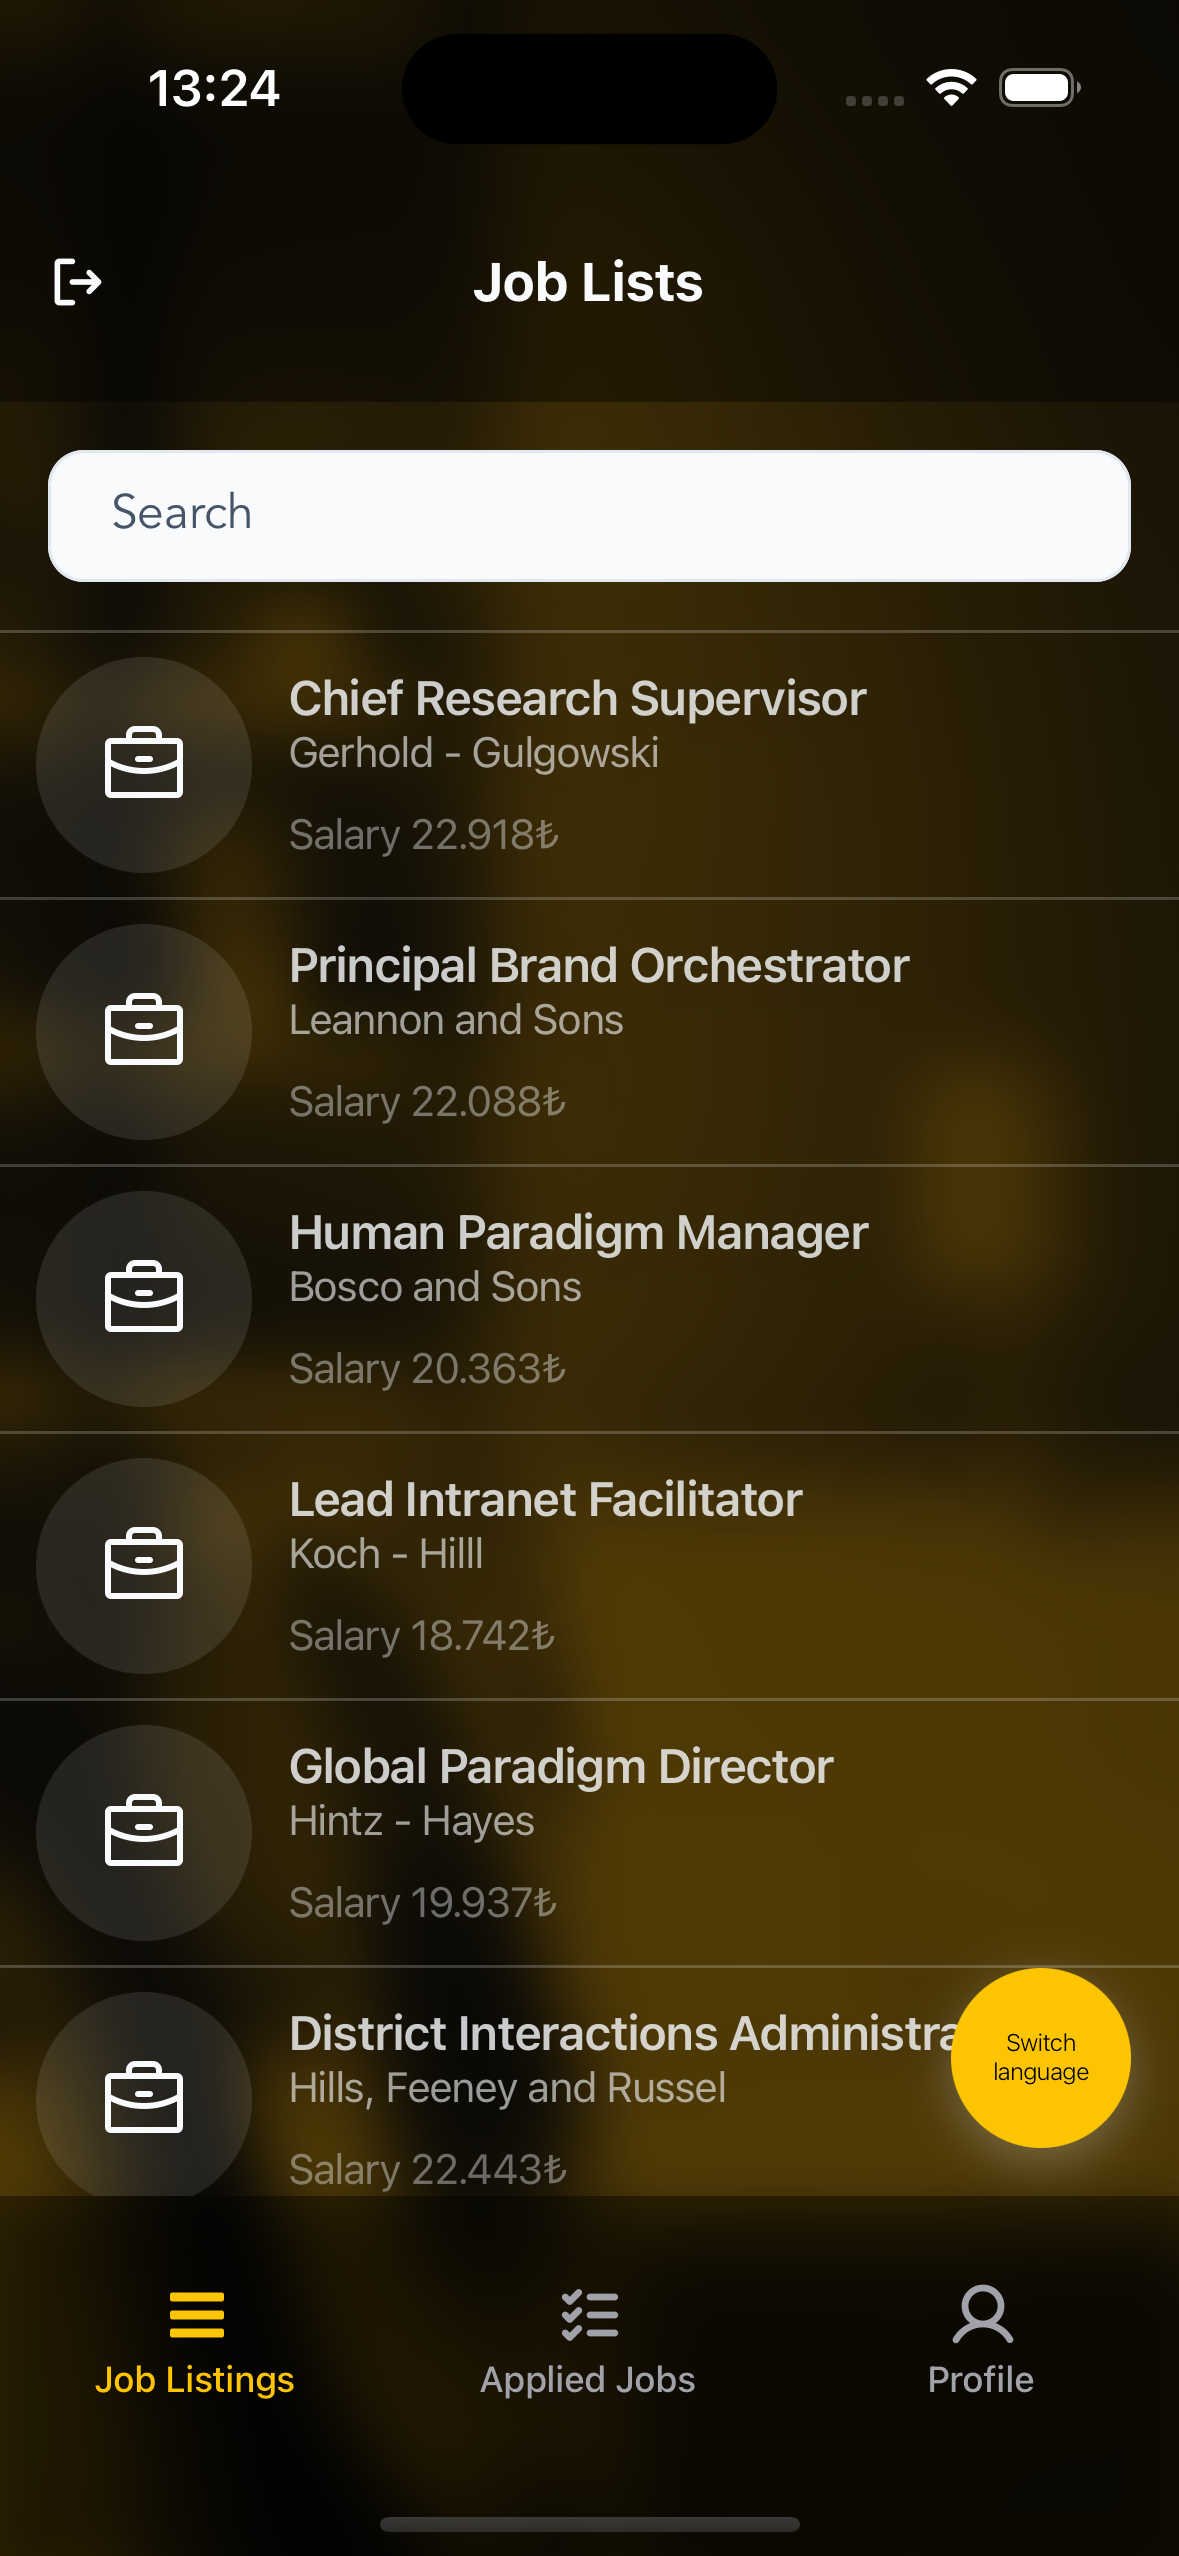 13:24
Job Lists
Search
Chief Research Supervisor
Gerhold - Gulgowski
Salary 22.918₺
Principal Brand Orchestrator
Leannon and Sons
Salary 22.088₺
Human Paradigm Manager
Bosco and Sons
Salary 20.363₺
Lead Intranet Facilitator
Koch - Hilll
Salary 18.742₺
Global Paradigm Director
Hintz - Hayes
Salary 19.937₺
District Interactions Administra
Hills, Feeney and Russel
Salary 22.443₺
Switch
language
Job Listings
Applied Jobs
Profile